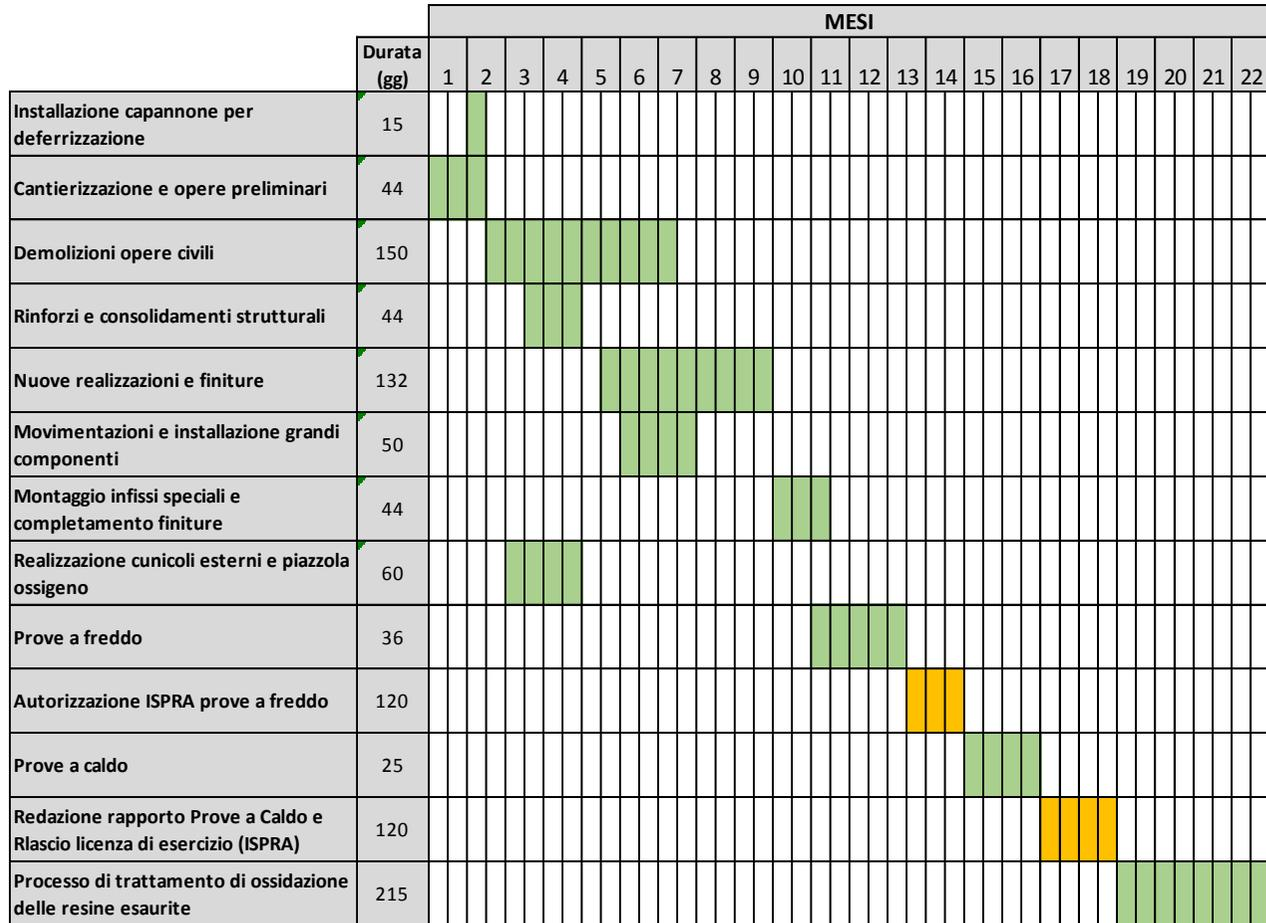 MESI
Durata
(gg) 1 2 3 4 5 6 7 8 9 10 11 12 13 14 15 16 17 18 19 20 21 22
Installazione capannone per
deferrizzazione
15
Cantierizzazione e opere preliminari 44
Demolizioni opere civili 150
Rinforzi e consolidamenti strutturali 44
Nuove realizzazioni e finiture 132
Movimentazioni e installazione grandi
componenti
50
Montaggio infissi speciali e
completamento finiture
44
Realizzazione cunicoli esterni e piazzola
ossigeno
60
Prove a freddo 36
Autorizzazione ISPRA prove a freddo 120
Prove a caldo 25
Redazione rapporto Prove a Caldo e
Rlascio licenza di esercizio (ISPRA)
120
Processo di trattamento di ossidazione
delle resine esaurite
215